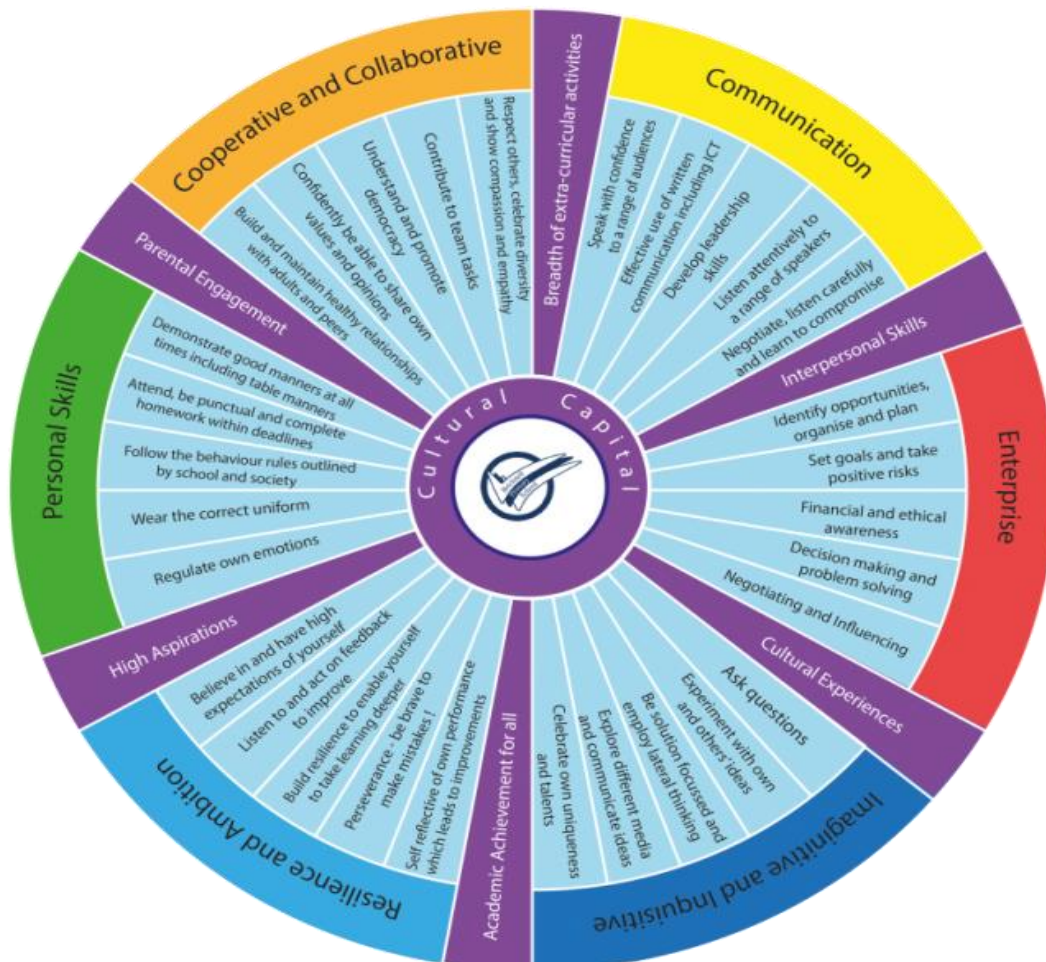 Cultural Capital
Breadth of extra-curricular activities
Communication
Speak with confidence
to a range of audiences
Effective use of written
communication including ICT
Develop leadership
skills
Listen attentively to
a range of speakers
Negotiate, listen carefully
and learn to compromise
Interpersonal Skills
Enterprise
Identify opportunities,
organise and plan
Set goals and take
positive risks
Financial and ethical
awareness
Decision making and
problem solving
Negotiating and Influencing
Cultural Experiences
Imaginitive and Inquisitive
Ask questions
Experiment with own
and others' ideas
Be solution focussed and
employ lateral thinking
Explore different media
and communicate ideas
Celebrate own uniqueness
and talents
Academic Achievement for all
Resilience and Ambition
Self reflective of own performance
which leads to improvements
Perseverance - be brave to
make mistakes !
Build resilience to enable yourself
to take learning deeper
Listen to and act on feedback
to improve
Believe in and have high
expectations of yourself
High Aspirations
Personal Skills
Regulate own emotions
Wear the correct uniform
Follow the behaviour rules outlined
by school and society
Attend, be punctual and complete
homework within deadlines
Demonstrate good manners at all
times including table manners
Parental Engagement
Cooperative and Collaborative
Build and maintain healthy relationships
with adults and peers
Confidently be able to share own
values and opinions
Understand and promote
democracy
Contribute to team tasks
Respect others, celebrate diversity
and show compassion and empathy